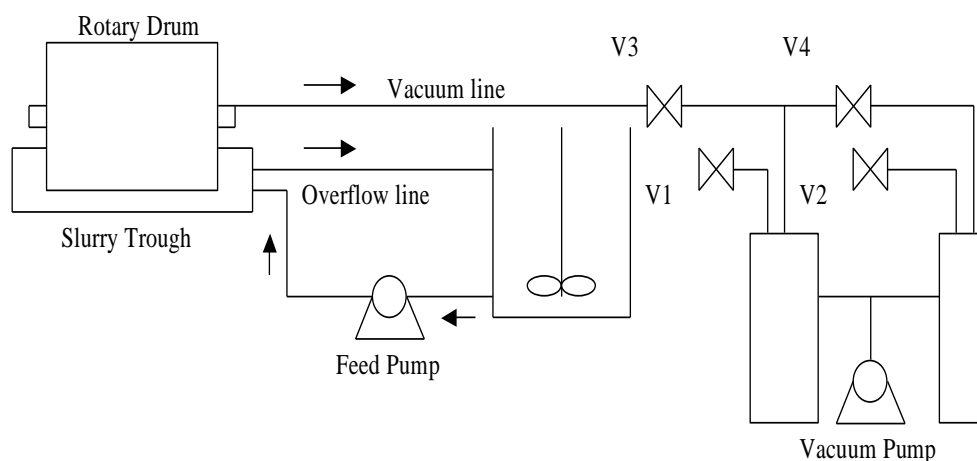 Rotary Drum
V3
V4
Vacuum line
V1
V2
Overflow line
Slurry Trough
Feed Pump
Vacuum Pump